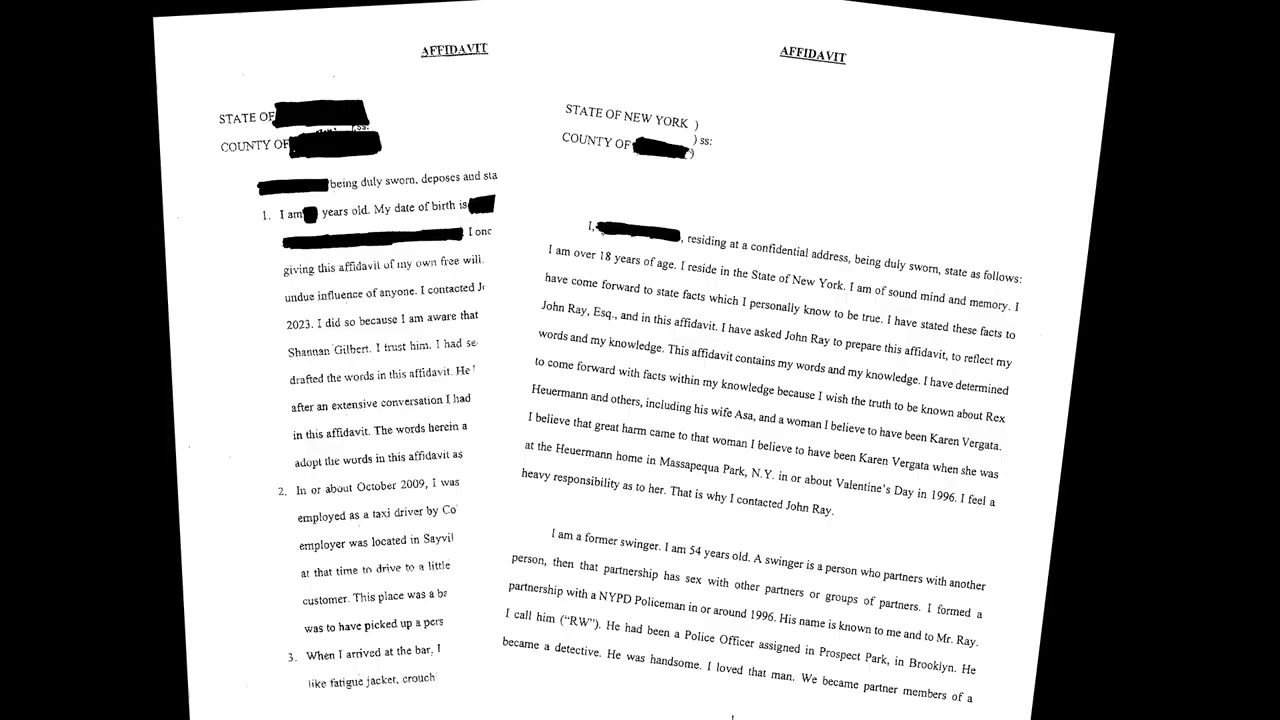 AFFIDAVIT
STATE OF
) ss:
COUNTY OF
being duly sworn, deposes and sta
1. I am years old. My date of birth is
I onc
giving this affidavit of my own free will.
undue influence of anyone. I contacted J
2023. I did so because I am aware that
Shannan Gilbert. I trust him. I had se
drafted the words in this affidavit. He
after an extensive conversation I had
in this affidavit. The words herein a
adopt the words in this affidavit as
2. In or about October 2009, I was
employed as a taxi driver by Co
employer was located in Sayvil
at that time to drive to a little
customer. This place was a ba
was to have picked up a pers
3. When I arrived at the bar, I
like fatigue jacket, crouch
AFFIDAVIT
STATE OF NEW YORK )
) ss:
COUNTY OF )
I, , residing at a confidential address, being duly sworn, state as follows:
I am over 18 years of age. I reside in the State of New York. I am of sound mind and memory. I
have come forward to state facts which I personally know to be true. I have stated these facts to
John Ray, Esq., and in this affidavit. I have asked John Ray to prepare this affidavit, to reflect my
words and my knowledge. This affidavit contains my words and my knowledge. I have determined
to come forward with facts within my knowledge because I wish the truth to be known about Rex
Heuermann and others, including his wife Asa, and a woman I believe to have been Karen Vergata.
I believe that great harm came to that woman I believe to have been Karen Vergata when she was
at the Heuermann home in Massapequa Park, N.Y. in or about Valentine's Day in 1996. I feel a
heavy responsibility as to her. That is why I contacted John Ray.
I am a former swinger. I am 54 years old. A swinger is a person who partners with another
person, then that partnership has sex with other partners or groups of partners. I formed a
partnership with a NYPD Policeman in or around 1996. His name is known to me and to Mr. Ray.
I call him ("RW"). He had been a Police Officer assigned in Prospect Park, in Brooklyn. He
became a detective. He was handsome. I loved that man. We became partner members of a